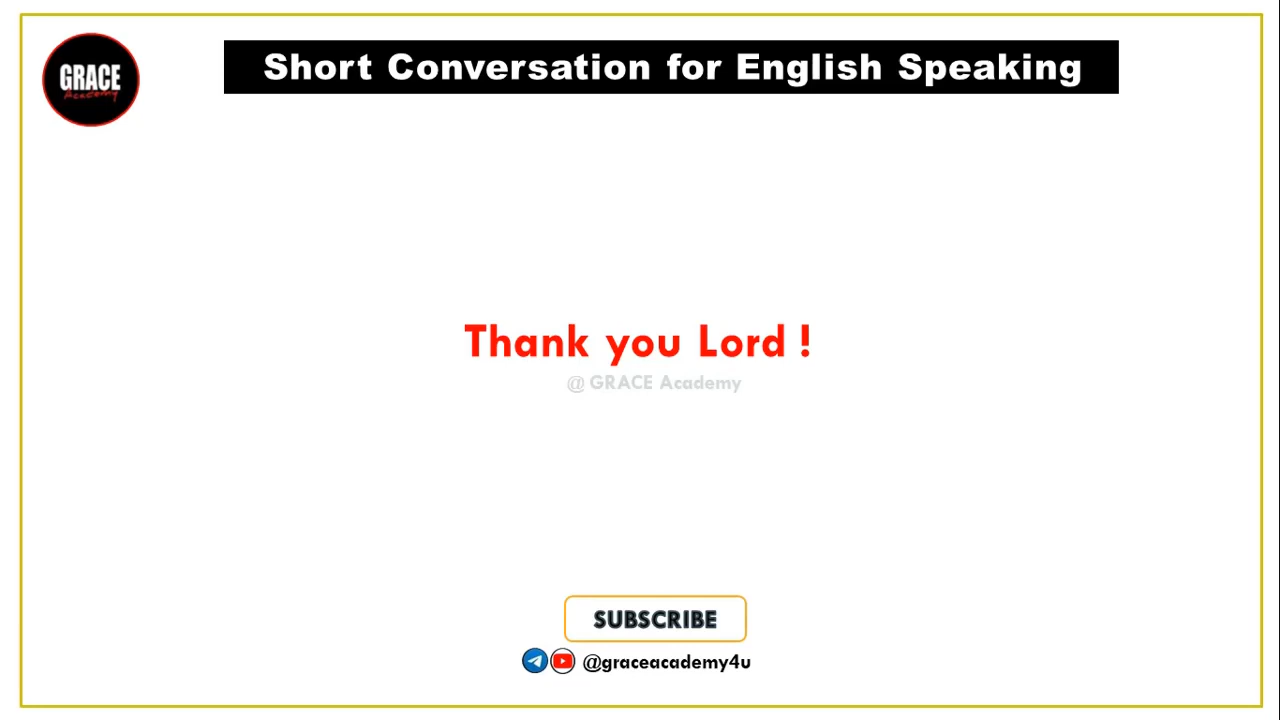 GRACE
Academy
Short Conversation for English Speaking
Thank you Lord !
@ GRACE Academy
SUBSCRIBE
@graceacademy4u